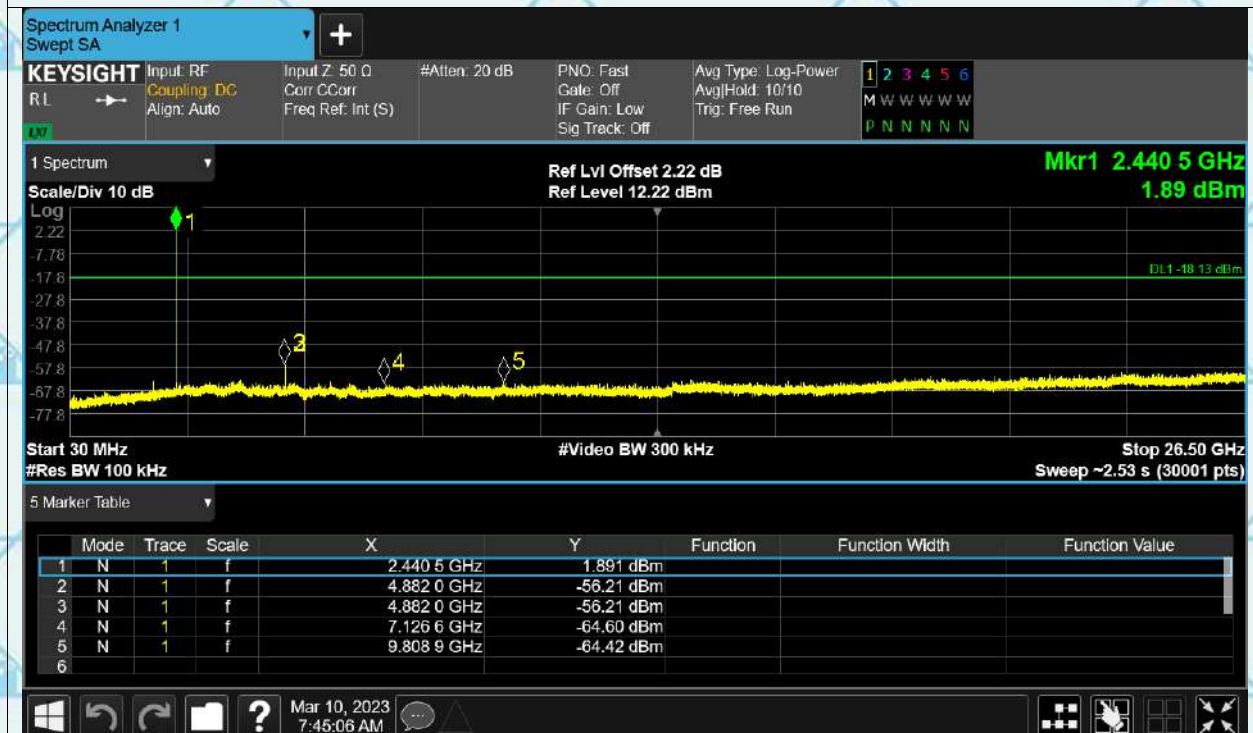 Spectrum Analyzer 1
Swept SA
+
KEYSIGHT Input: RF Input Z: 50 Ω #Atten: 20 dB PNO: Fast Avg Type: Log-Power 1 2 3 4 5 6
RL Coupling: DC Corr CCorr Gate: Off Avg|Hold: 10/10 M W W W W W
Align: Auto Freq Ref: Int (S) IF Gain: Low Trig: Free Run
LXI Sig Track: Off P N N N N N
1 Spectrum Ref Lvl Offset 2.22 dB Mkr1 2.440 5 GHz
Scale/Div 10 dB Ref Level 12.22 dBm 1.89 dBm
Log
1
2.22
-7.78
DL1 -18.13 dBm
-17.8
-27.8
-37.8
-47.8
3
4 5
-57.8
-67.8
-77.8
Start 30 MHz #Video BW 300 kHz Stop 26.50 GHz
#Res BW 100 kHz Sweep ~2.53 s (30001 pts)
5 Marker Table
Mode Trace Scale X Y Function Function Width Function Value
1 N 1 f 2.440 5 GHz 1.891 dBm
2 N 1 f 4.882 0 GHz -56.21 dBm
3 N 1 f 4.882 0 GHz -56.21 dBm
4 N 1 f 7.126 6 GHz -64.60 dBm
5 N 1 f 9.808 9 GHz -64.42 dBm
6
? Mar 10, 2023
7:45:06 AM